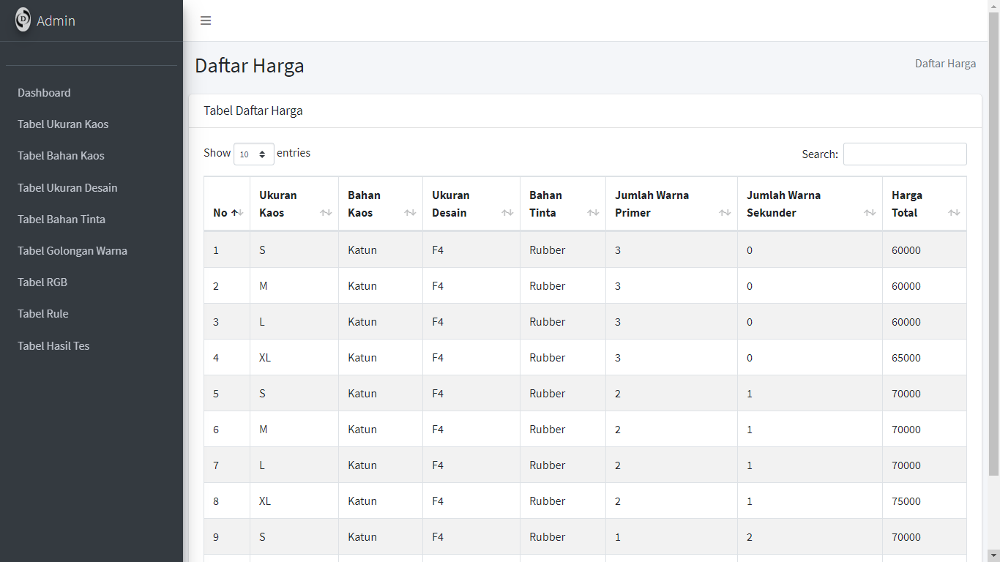 D Admin
Dashboard
Tabel Ukuran Kaos
Tabel Bahan Kaos
Tabel Ukuran Desain
Tabel Bahan Tinta
Tabel Golongan Warna
Tabel RGB
Tabel Rule
Tabel Hasil Tes
Daftar Harga
Daftar Harga
Tabel Daftar Harga
Show 10 entries
Search:
No Ukuran Kaos Bahan Kaos Ukuran Desain Bahan Tinta Jumlah Warna Primer Jumlah Warna Sekunder Harga Total
1 S Katun F4 Rubber 3 0 60000
2 M Katun F4 Rubber 3 0 60000
3 L Katun F4 Rubber 3 0 60000
4 XL Katun F4 Rubber 3 0 65000
5 S Katun F4 Rubber 2 1 70000
6 M Katun F4 Rubber 2 1 70000
7 L Katun F4 Rubber 2 1 70000
8 XL Katun F4 Rubber 2 1 75000
9 S Katun F4 Rubber 1 2 70000